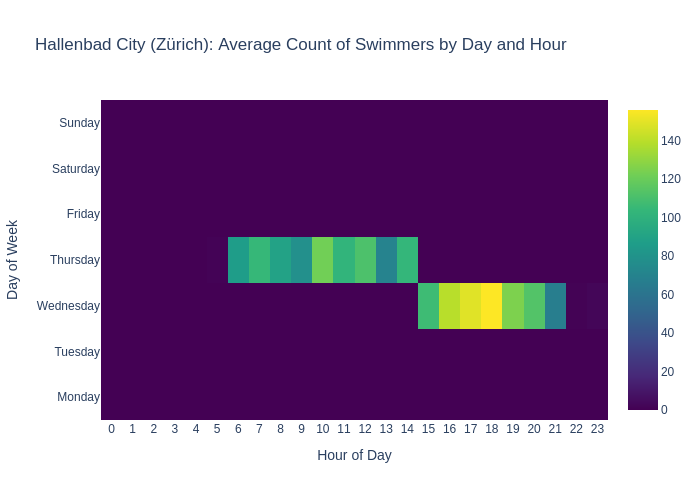 Hallenbad City (Zürich): Average Count of Swimmers by Day and Hour
Day of Week
Sunday
Saturday
Friday
Thursday
Wednesday
Tuesday
Monday
0 1 2 3 4 5 6 7 8 9 10 11 12 13 14 15 16 17 18 19 20 21 22 23
Hour of Day
140
120
100
80
60
40
20
0